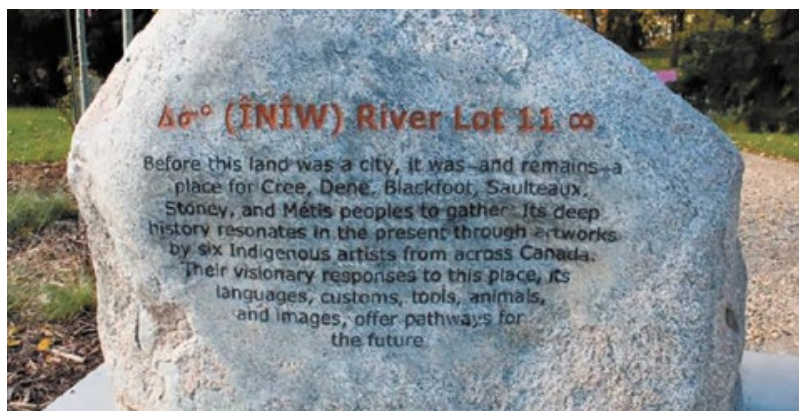 ᐃᓃᐤ (ÎNÎW) River Lot 11 ∞
Before this land was a city, it was–and remains–a
place for Cree, Dene, Blackfoot, Saulteaux,
Stoney, and Métis peoples to gather. Its deep
history resonates in the present through artworks
by six Indigenous artists from across Canada.
Their visionary responses to this place, its
languages, customs, tools, animals,
and images, offer pathways for
the future